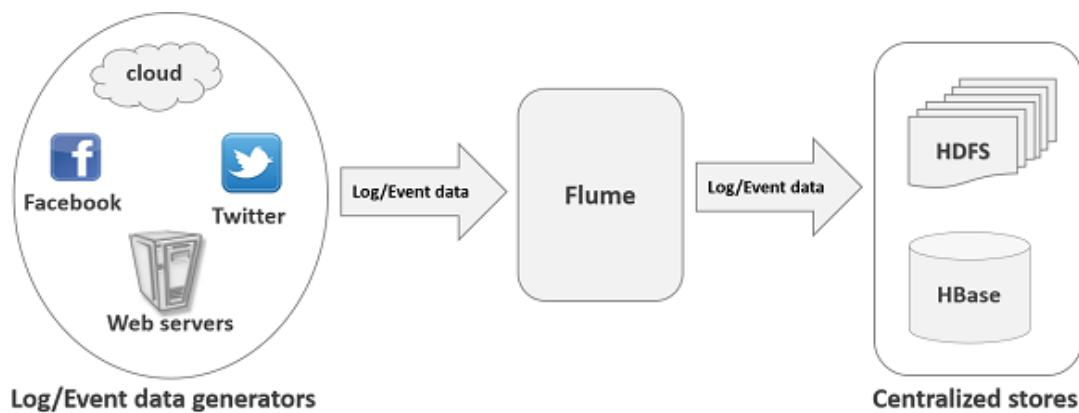 cloud
Facebook
Twitter
Web servers
Log/Event data generators
Log/Event data
Flume
Log/Event data
HDFS
HBase
Centralized stores